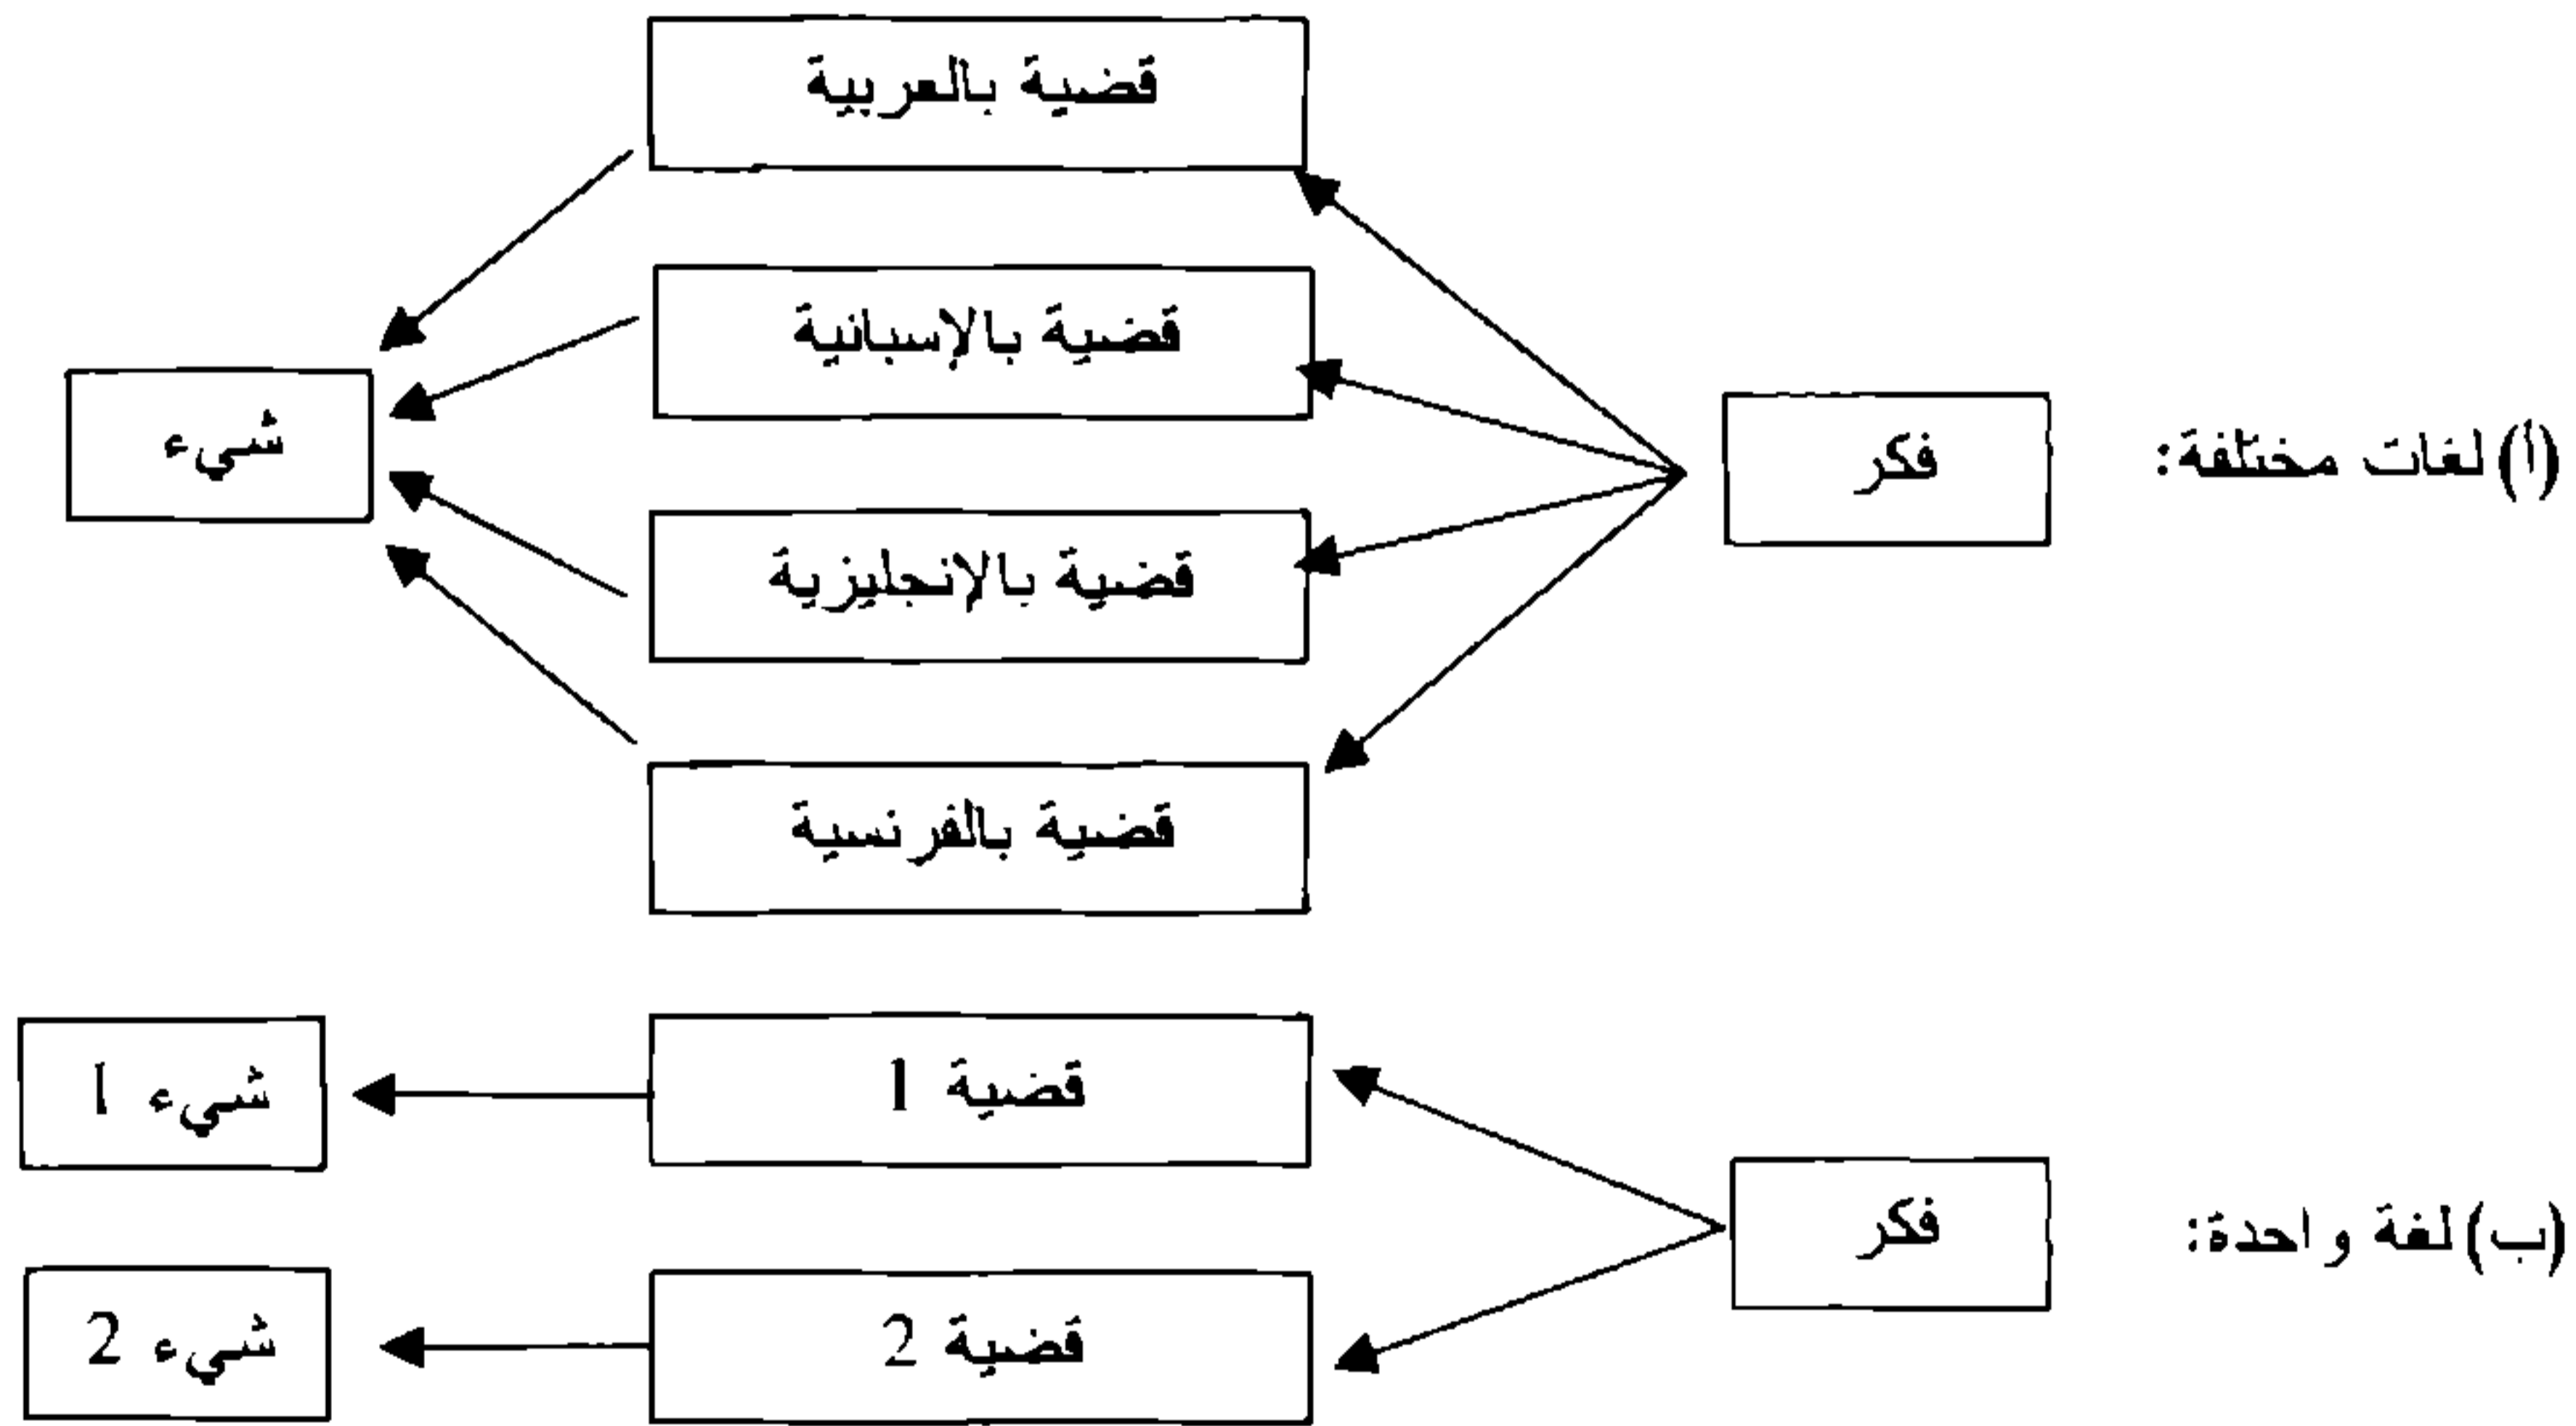 (أ) لغات مختلفة:
فكر
قضية بالعربية
قضية بالإسبانية
قضية بالإنجليزية
قضية بالفرنسية
شيء
(ب) لغة واحدة:
فكر
قضية 1
شيء 1
قضية 2
شيء 2